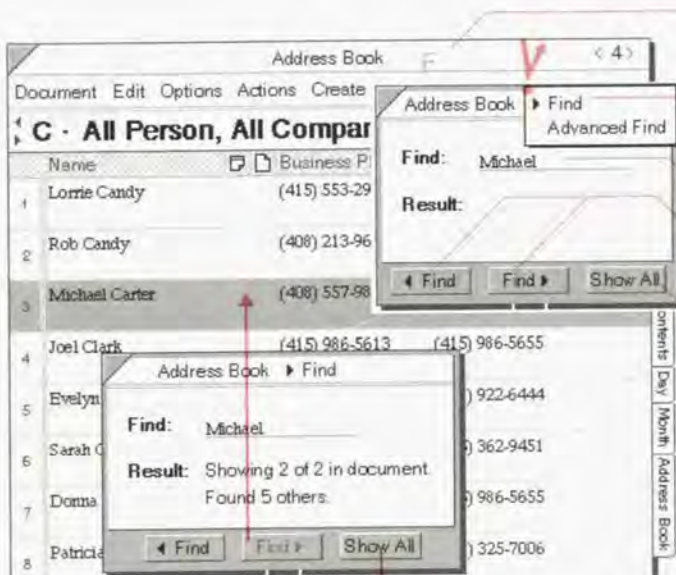 Address Book
< 4 >
Document Edit Options Actions Create
C · All Person, All Compar
Name Business P
1 Lorrie Candy (415) 553-29
2 Rob Candy (408) 213-96
3 Michael Carter (408) 557-98
4 Joel Clark (415) 986-5613 (415) 986-5655
5 Evelyn ) 922-6444
6 Sarah C ) 362-9451
7 Donna ) 986-5655
8 Patricia ) 325-7006
Address Book
Find
Advanced Find
Find: Michael
Result:
Find Find Show All
Address Book Find
Find: Michael
Result: Showing 2 of 2 in document.
Found 5 others.
Find Find Show All
ontents
Day
Month
Address Book